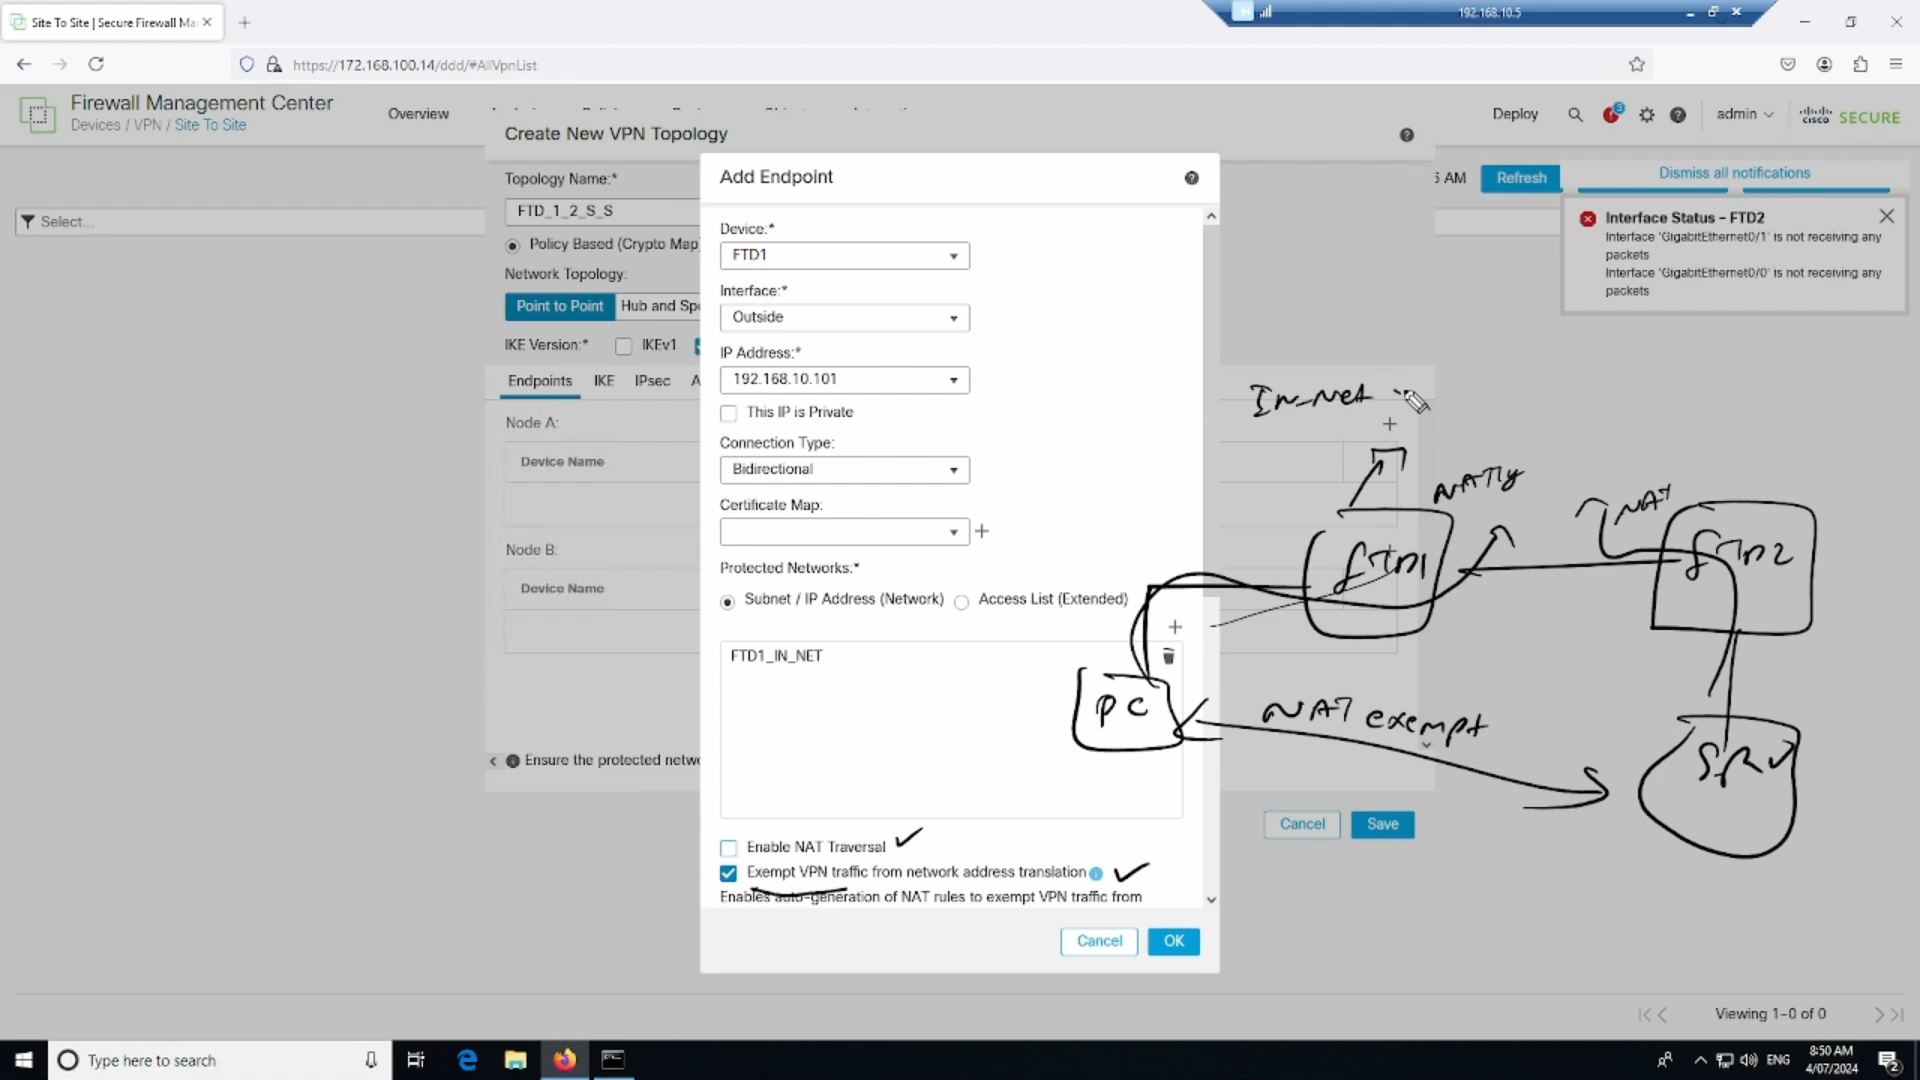 Site To Site | Secure Firewall Ma
192.168.10.5
https://172.168.100.14/ddd/#AllVpnList
Firewall Management Center
Devices / VPN / Site To Site
Overview
Deploy
3
admin
CISCO SECURE
Create New VPN Topology
Topology Name:*
FTD_1_2_S_S
Policy Based (Crypto Map
Network Topology:
Point to Point
Hub and Sp
IKE Version:*
IKEv1
Endpoints
IKE
IPsec
A
Node A:
Device Name
Node B:
Device Name
Ensure the protected netw
Cancel
Save
Select...
5 AM
Refresh
Dismiss all notifications
Interface Status - FTD2
Interface 'GigabitEthernet0/1' is not receiving any
packets
Interface 'GigabitEthernet0/0' is not receiving any
packets
Add Endpoint
Device:*
FTD1
Interface:*
Outside
IP Address:*
192.168.10.101
This IP is Private
Connection Type:
Bidirectional
Certificate Map:
Protected Networks:*
Subnet / IP Address (Network)
Access List (Extended)
FTD1_IN_NET
Enable NAT Traversal
Exempt VPN traffic from network address translation
Enables auto-generation of NAT rules to exempt VPN traffic from
Cancel
OK
In-Net
NAT
FTD1
FTD2
PC
NAT exempt
SRV
Viewing 1-0 of 0
Type here to search
ENG
8:50 AM
4/07/2024
2